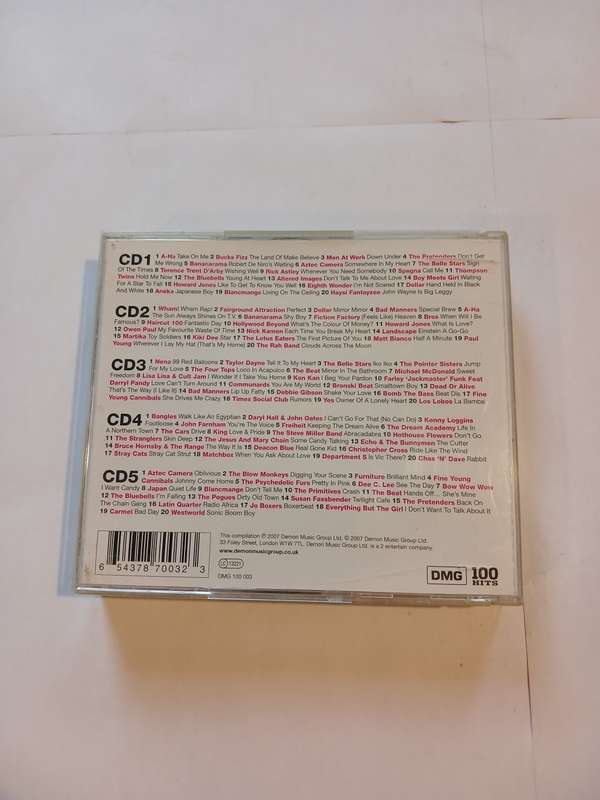 CD1 1 A-Ha Take On Me 2 Bucks Fizz The Land Of Make Believe 3 Men At Work Down Under 4 The Pretenders Don't Get
Me Wrong 5 Bananarama Robert De Niro's Waiting 6 Aztec Camera Somewhere In My Heart 7 The Belle Stars Sign
Of The Times 8 Terence Trent D'Arby Wishing Well 9 Rick Astley Whenever You Need Somebody 10 Spagna Call Me 11 Thompson
Twins Hold Me Now 12 The Bluebells Young At Heart 13 Altered Images Don't Talk To Me About Love 14 Boy Meets Girl Waiting
For A Star To Fall 15 Howard Jones Like To Get To Know You Well 16 Eighth Wonder I'm Not Scared 17 Dollar Hand Held In Black
And White 18 Aneka Japanese Boy 19 Blancmange Living On The Ceiling 20 Haysi Fantayzee John Wayne Is Big Leggy
CD2 1 Wham! Wham Rap! 2 Fairground Attraction Perfect 3 Dollar Mirror Mirror 4 Bad Manners Special Brew 5 A-Ha
The Sun Always Shines On T.V. 6 Bananarama Shy Boy 7 Fiction Factory (Feels Like) Heaven 8 Bros When Will I Be
Famous? 9 Haircut 100 Fantastic Day 10 Hollywood Beyond What's The Colour Of Money? 11 Howard Jones What Is Love?
12 Owen Paul My Favourite Waste Of Time 13 Nick Kamen Each Time You Break My Heart 14 Landscape Einstein A-Go-Go
15 Martika Toy Soldiers 16 Kiki Dee Star 17 The Lotus Eaters The First Picture Of You 18 Matt Bianco Half A Minute 19 Paul
Young Wherever I Lay My Hat (That's My Home) 20 The Rah Band Clouds Across The Moon
CD3 1 Nena 99 Red Balloons 2 Taylor Dayne Tell It To My Heart 3 The Belle Stars Iko Iko 4 The Pointer Sisters Jump
For My Love 5 The Four Tops Loco In Acapulco 6 The Beat Mirror In The Bathroom 7 Michael McDonald Sweet
Freedom 8 Lisa Lisa & Cult Jam I Wonder If I Take You Home 9 Kon Kan I Beg Your Pardon 10 Farley 'Jackmaster' Funk Feat
Darryl Pandy Love Can't Turn Around 11 Communards You Are My World 12 Bronski Beat Smalltown Boy 13 Dead Or Alive
That's The Way (I Like It) 14 Bad Manners Lip Up Fatty 15 Debbie Gibson Shake Your Love 16 Bomb The Bass Beat Dis 17 Fine
Young Cannibals She Drives Me Crazy 18 Times Social Club Rumors 19 Yes Owner Of A Lonely Heart 20 Los Lobos La Bamba
CD4 1 Bangles Walk Like An Egyptian 2 Daryl Hall & John Oates I Can't Go For That (No Can Do) 3 Kenny Loggins
Footloose 4 John Farnham You're The Voice 5 Freiheit Keeping The Dream Alive 6 The Dream Academy Life In
A Northern Town 7 The Cars Drive 8 King Love & Pride 9 The Steve Miller Band Abracadabra 10 Hothouse Flowers Don't Go
11 The Stranglers Skin Deep 12 The Jesus And Mary Chain Some Candy Talking 13 Echo & The Bunnymen The Cutter
14 Bruce Hornsby & The Range The Way It Is 15 Deacon Blue Real Gone Kid 16 Christopher Cross Ride Like The Wind
17 Stray Cats Stray Cat Strut 18 Matchbox When You Ask About Love 19 Department S Is Vic There? 20 Chas 'N' Dave Rabbit
CD5 1 Aztec Camera Oblivious 2 The Blow Monkeys Digging Your Scene 3 Furniture Brilliant Mind 4 Fine Young
Cannibals Johnny Come Home 5 The Psychedelic Furs Pretty In Pink 6 Dee C. Lee See The Day 7 Bow Wow Wow
I Want Candy 8 Japan Quiet Life 9 Blancmange Don't Tell Me 10 The Primitives Crash 11 The Beat Hands Off... She's Mine
12 The Bluebells I'm Falling 13 The Pogues Dirty Old Town 14 Susan Fassbender Twilight Cafe 15 The Pretenders Back On
The Chain Gang 16 Latin Quarter Radio Africa 17 Jo Boxers Boxerbeat 18 Everything But The Girl I Don't Want To Talk About It
19 Carmel Bad Day 20 Westworld Sonic Boom Boy
This compilation ℗ 2007 Demon Music Group Ltd. © 2007 Demon Music Group Ltd.
33 Foley Street, London W1W 7TL. Demon Music Group Ltd. is a 2 entertain company.
www.demonmusicgroup.co.uk
LC 13221
DMG 100 003
5 54378 70032 3
DMG
100
HITS